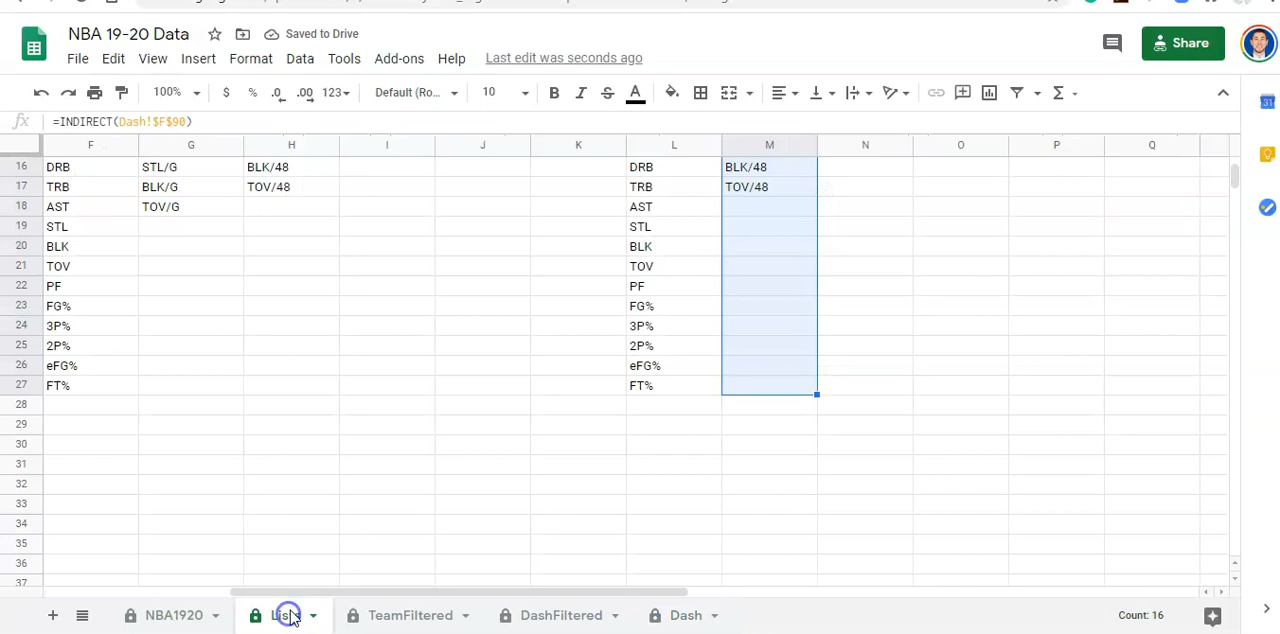 NBA 19-20 Data
Saved to Drive
Share
File Edit View Insert Format Data Tools Add-ons Help Last edit was seconds ago
100% $ % .0 .00 123 Default (Ro... 10 B I S A Σ
fx =INDIRECT(Dash!$F$90)
F G H I J K L M N O P Q
16 DRB STL/G BLK/48 DRB BLK/48
17 TRB BLK/G TOV/48 TRB TOV/48
18 AST TOV/G AST
19 STL STL
20 BLK BLK
21 TOV TOV
22 PF PF
23 FG% FG%
24 3P% 3P%
25 2P% 2P%
26 eFG% eFG%
27 FT% FT%
28
29
30
31
32
33
34
35
36
37
NBA1920 TeamFiltered DashFiltered Dash Count: 16